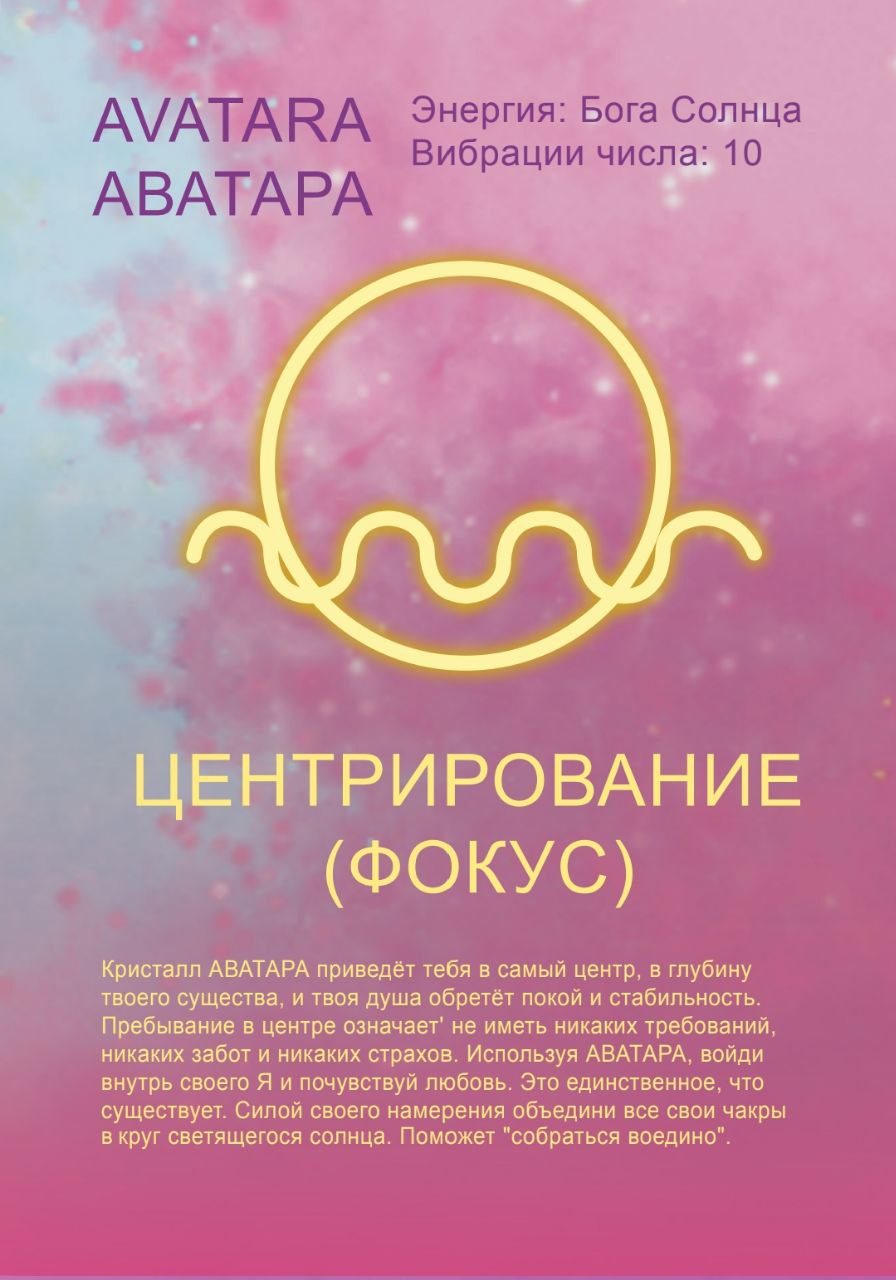 AVATARA
АВАТАРА
Энергия: Бога Солнца
Вибрации числа: 10
ЦЕНТРИРОВАНИЕ
(ФОКУС)
Кристалл АВАТАРА приведёт тебя в самый центр, в глубину
твоего существа, и твоя душа обретёт покой и стабильность.
Пребывание в центре означает' не иметь никаких требований,
никаких забот и никаких страхов. Используя АВАТАРА, войди
внутрь своего Я и почувствуй любовь. Это единственное, что
существует. Силой своего намерения объедини все свои чакры
в круг светящегося солнца. Поможет "собраться воедино".